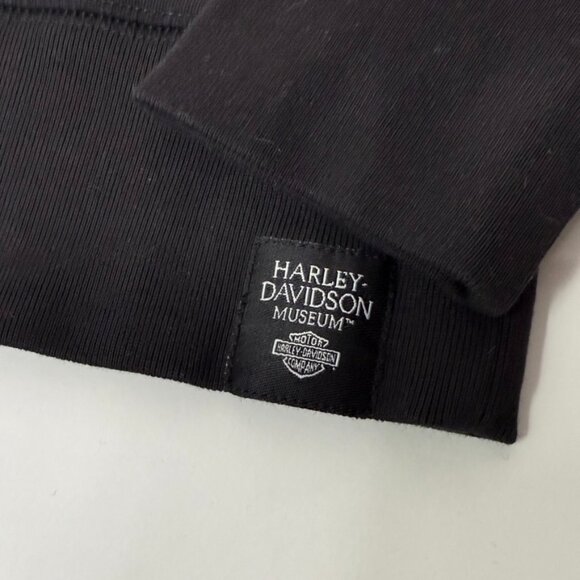 HARLEY-
DAVIDSON
MUSEUM™
MOTOR
HARLEY-DAVIDSON
COMPANY